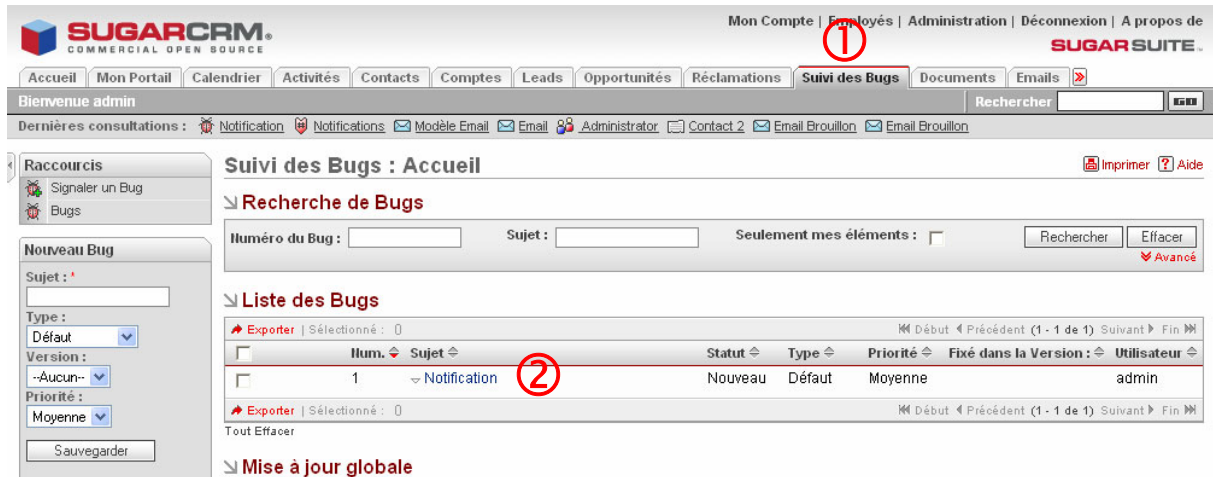 SUGARCRM®
COMMERCIAL OPEN SOURCE
Mon Compte | Employés | Administration | Déconnexion | A propos de
①
SUGARSUITE™
Accueil Mon Portail Calendrier Activités Contacts Comptes Leads Opportunités Réclamations Suivi des Bugs Documents Emails
Bienvenue admin Rechercher GO
Dernières consultations : Notification Notifications Modèle Email Email Administrator Contact 2 Email Brouillon Email Brouillon
Raccourcis
Signaler un Bug
Bugs
Nouveau Bug
Sujet : *
Type :
Défaut
Version :
--Aucun--
Priorité :
Moyenne
Sauvegarder
Suivi des Bugs : Accueil
Imprimer ? Aide
Recherche de Bugs
Numéro du Bug : Sujet : Seulement mes éléments : Rechercher Effacer
Avancé
Liste des Bugs
Exporter | Sélectionné : 0 Début Précédent (1 - 1 de 1) Suivant Fin
Num. Sujet Statut Type Priorité Fixé dans la Version : Utilisateur
1 Notification ② Nouveau Défaut Moyenne admin
Exporter | Sélectionné : 0 Début Précédent (1 - 1 de 1) Suivant Fin
Tout Effacer
Mise à jour globale